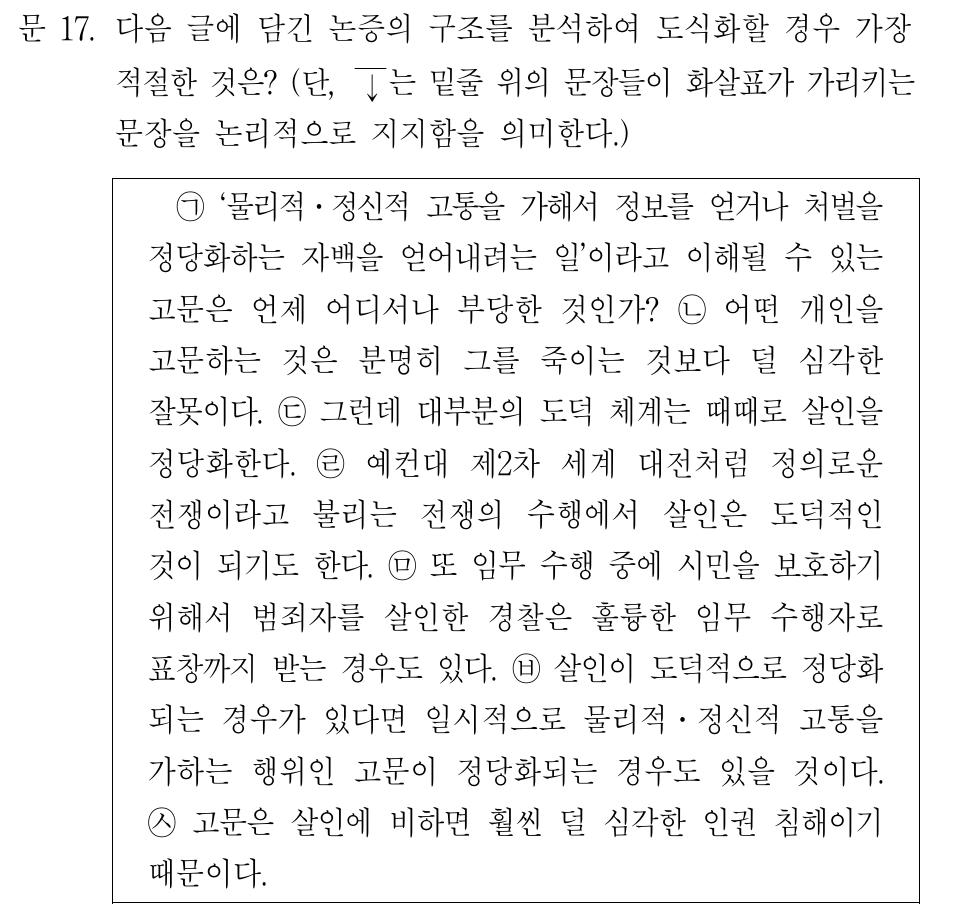 문 17. 다음 글에 담긴 논증의 구조를 분석하여 도식화할 경우 가장
적절한 것은? (단, ↓는 밑줄 위의 문장들이 화살표가 가리키는
문장을 논리적으로 지지함을 의미한다.)
㉠ ‘물리적·정신적 고통을 가해서 정보를 얻거나 처벌을
정당화하는 자백을 얻어내려는 일’이라고 이해될 수 있는
고문은 언제 어디서나 부당한 것인가? ㉡ 어떤 개인을
고문하는 것은 분명히 그를 죽이는 것보다 덜 심각한
잘못이다. ㉢ 그런데 대부분의 도덕 체계는 때때로 살인을
정당화한다. ㉣ 예컨대 제2차 세계 대전처럼 정의로운
전쟁이라고 불리는 전쟁의 수행에서 살인은 도덕적인
것이 되기도 한다. ㉤ 또 임무 수행 중에 시민을 보호하기
위해서 범죄자를 살인한 경찰은 훌륭한 임무 수행자로
표창까지 받는 경우도 있다. ㉥ 살인이 도덕적으로 정당화
되는 경우가 있다면 일시적으로 물리적·정신적 고통을
가하는 행위인 고문이 정당화되는 경우도 있을 것이다.
㉦ 고문은 살인에 비하면 훨씬 덜 심각한 인권 침해이기
때문이다.